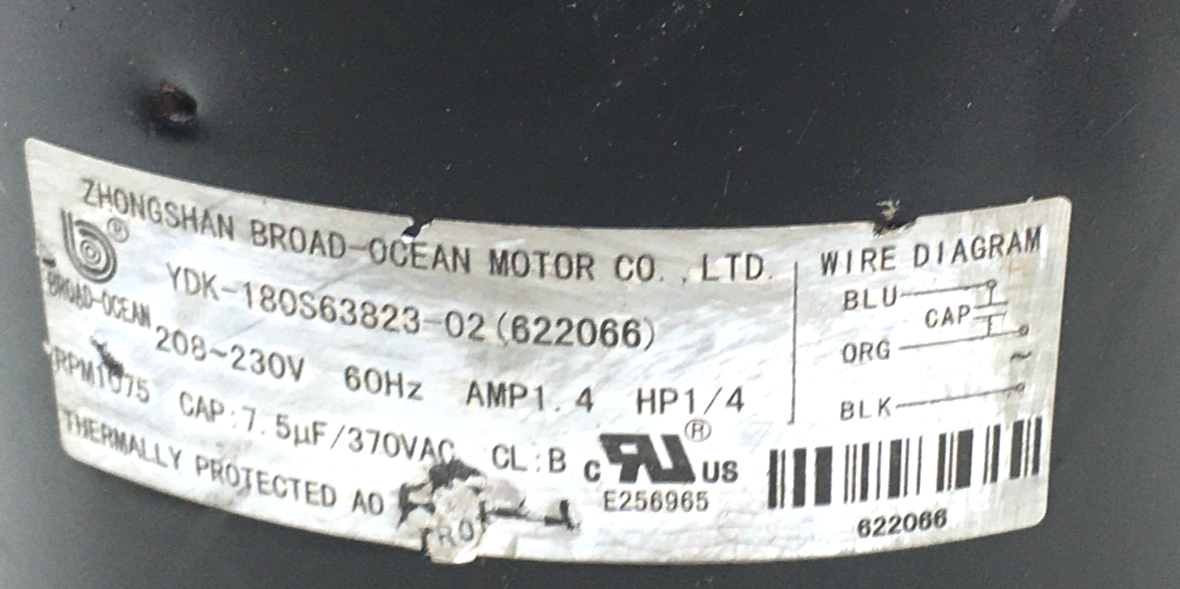 ZHONGSHAN BROAD-OCEAN MOTOR CO., LTD.
®
BROAD-OCEAN
YDK-180S63823-02(622066)
208~230V 60Hz AMP1.4 HP1/4
RPM1075 CAP:7.5μF/370VAC CL:B
THERMALLY PROTECTED AO
C RU ® US
E256965
WIRE DIAGRAM
BLU
CAP
ORG
~
BLK
622066